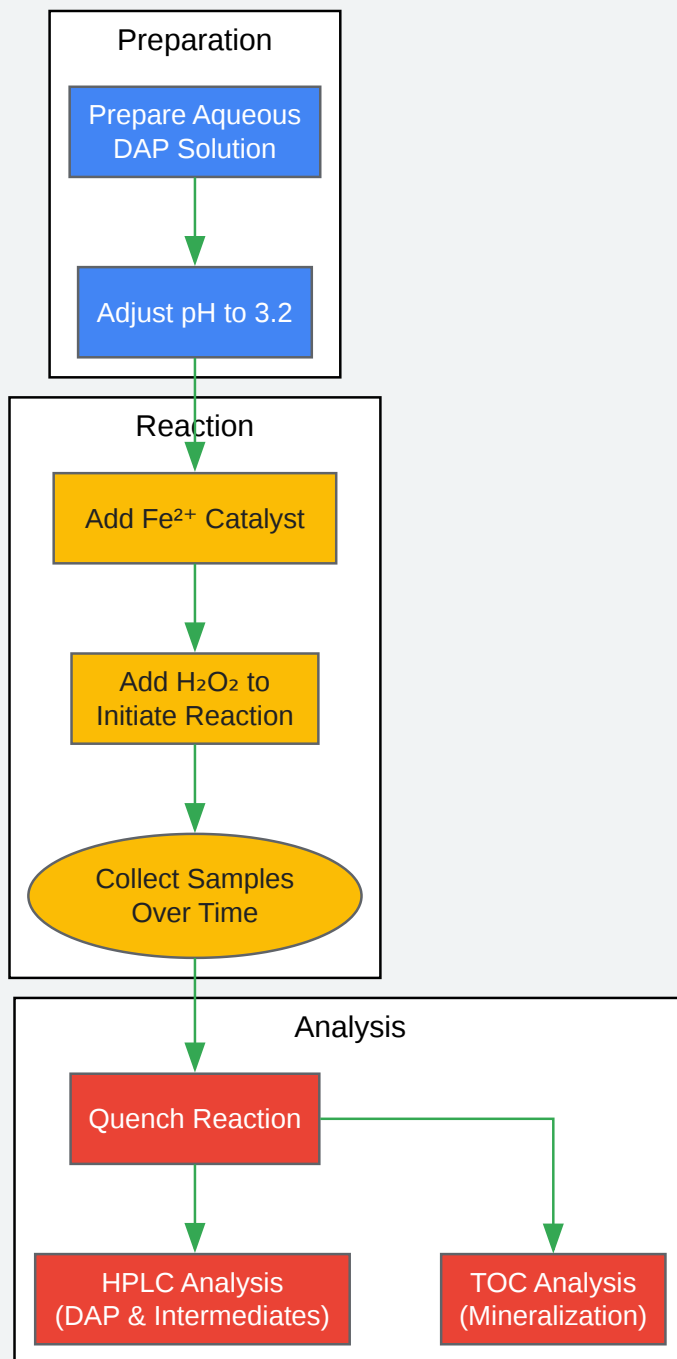 Preparation
Prepare Aqueous
DAP Solution
Adjust pH to 3.2
Reaction
Add Fe²⁺ Catalyst
Add H₂O₂ to
Initiate Reaction
Collect Samples
Over Time
Analysis
Quench Reaction
HPLC Analysis
(DAP & Intermediates)
TOC Analysis
(Mineralization)